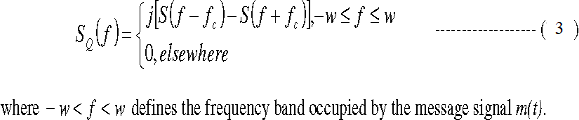 S_Q(f)={j[S(f-f_c)-S(f+f_c)],-w≤f≤w ------------------- ( 3 )
0,elsewhere
where -w<f<w defines the frequency band occupied by the message signal m(t).